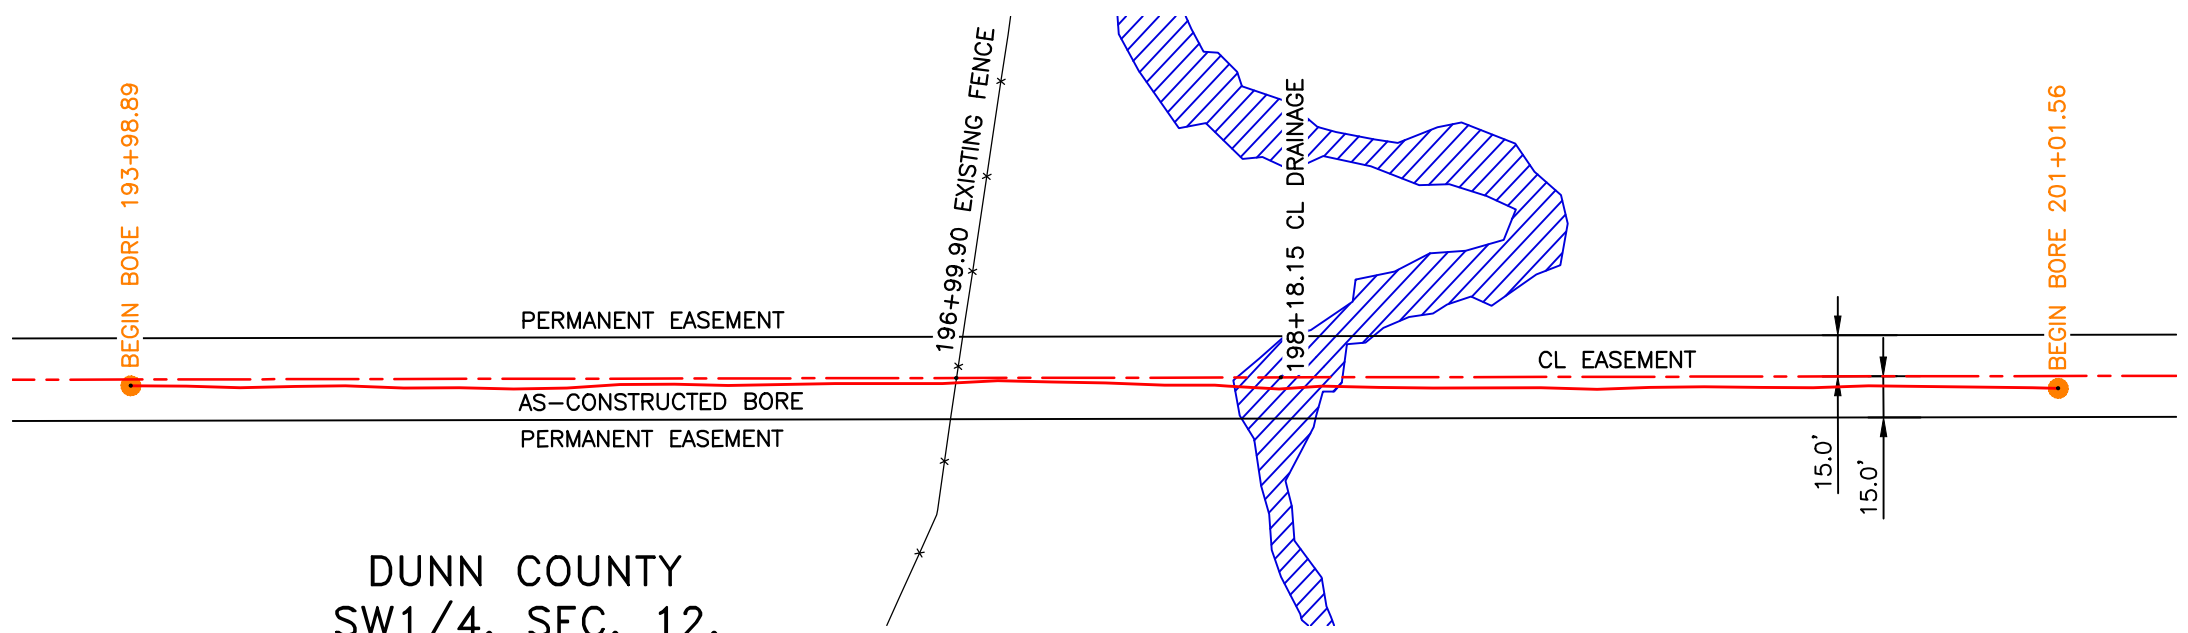 BEGIN BORE 193+98.89
196+99.90 EXISTING FENCE
198+18.15 CL DRAINAGE
BEGIN BORE 201+01.56
PERMANENT EASEMENT
CL EASEMENT
AS-CONSTRUCTED BORE
PERMANENT EASEMENT
15.0'
15.0'
DUNN COUNTY
SW1/4, SEC. 12,